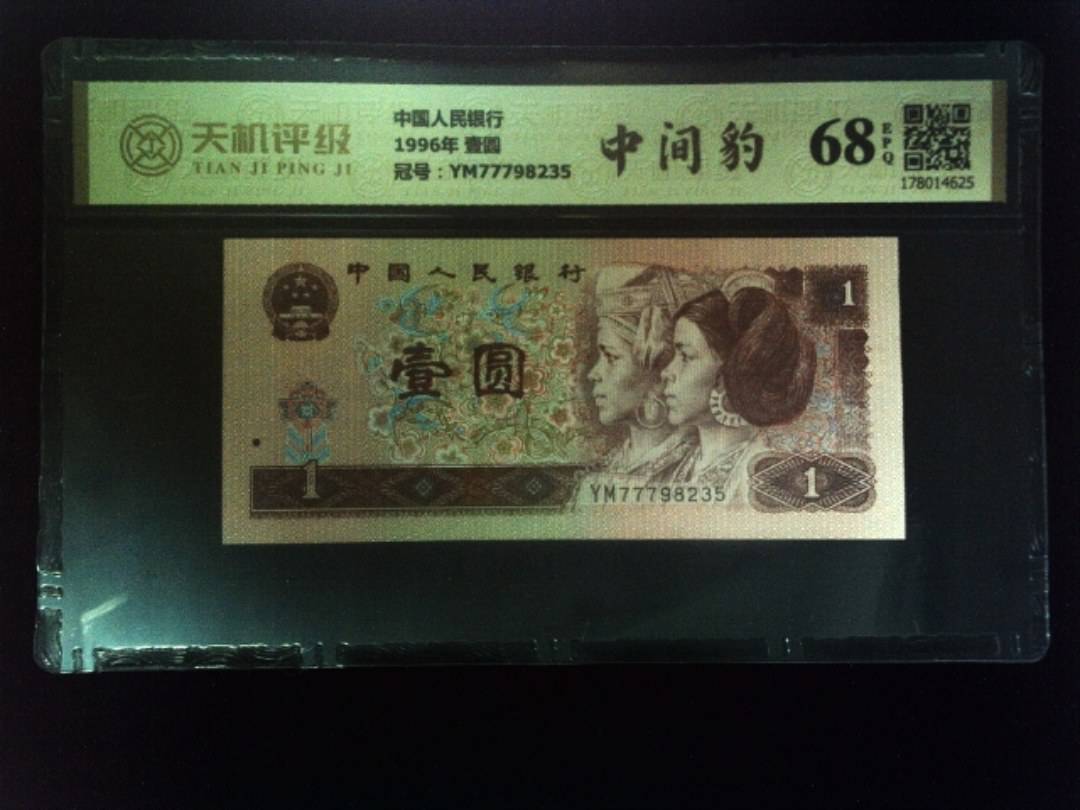 天机评级
TIAN JI PING JI
中国人民银行
1996年 壹圆
冠号：YM77798235
中间豹
68
EPQ
178014625
中国人民银行
1
壹圆
1
YM77798235
1